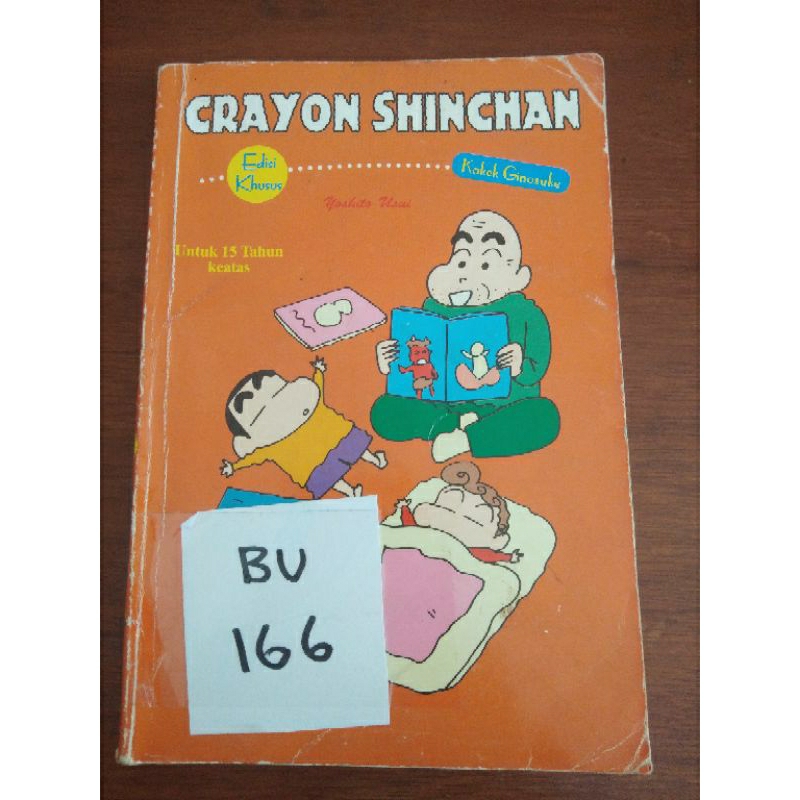 CRAYON SHINCHAN
Edisi
Khusus
Kakek Ginosuke
Yoshito Usui
Untuk 15 Tahun
keatas
BU
166